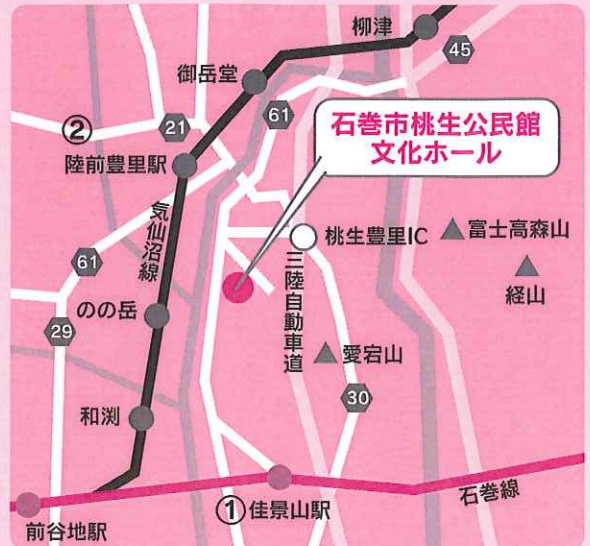 柳津
45
御岳堂
61
21
②
陸前豊里駅
石巻市桃生公民館
文化ホール
気仙沼線
桃生豊里IC
富士高森山
経山
三陸自動車道
61
のの岳
29
愛宕山
30
和渕
石巻線
①佳景山駅
前谷地駅